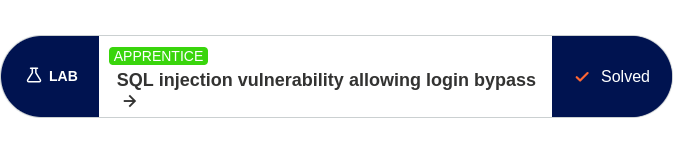 APPRENTICE
LAB
SQL injection vulnerability allowing login bypass
→
Solved